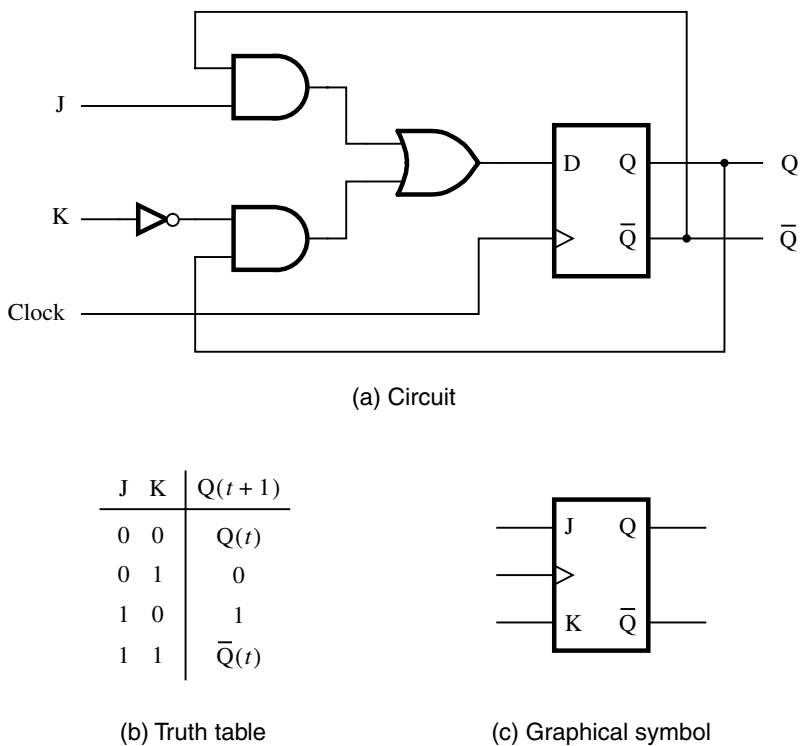 J
D Q Q
K
Q̅ Q̅
Clock
(a) Circuit
J K Q(t + 1)
0 0 Q(t)
0 1 0
1 0 1
1 1 Q̅(t)
J Q
K Q̅
(b) Truth table
(c) Graphical symbol